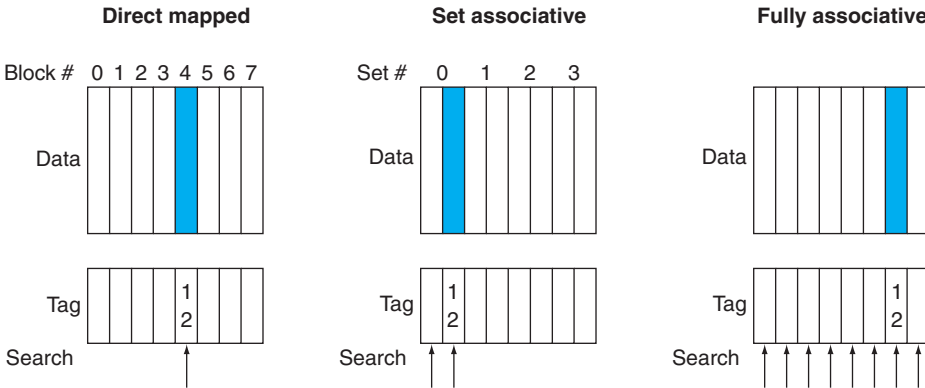 Direct mapped
Set associative
Fully associative
Block # 0 1 2 3 4 5 6 7
Set # 0 1 2 3
Data
Data
Data
Tag
1
2
Tag
1
2
Tag
1
2
Search
Search
Search